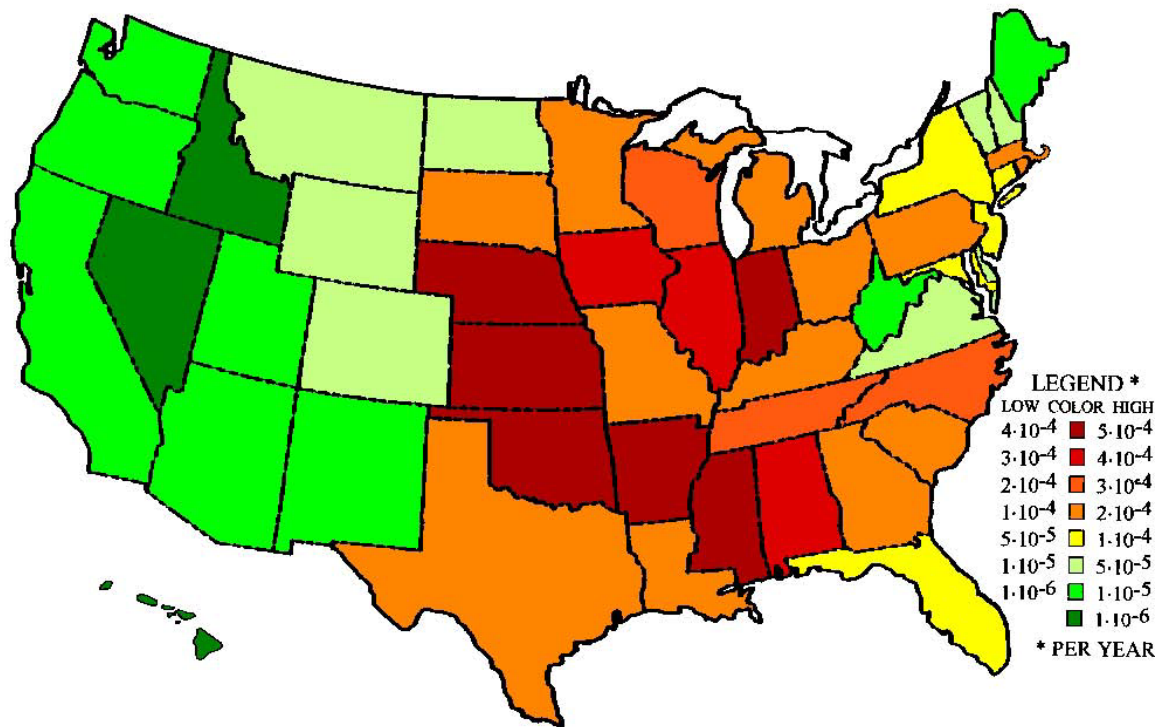 LEGEND *
LOW COLOR HIGH
4·10-4 5·10-4
3·10-4 4·10-4
2·10-4 3·10-4
1·10-4 2·10-4
5·10-5 1·10-4
1·10-5 5·10-5
1·10-6 1·10-5
1·10-6
* PER YEAR